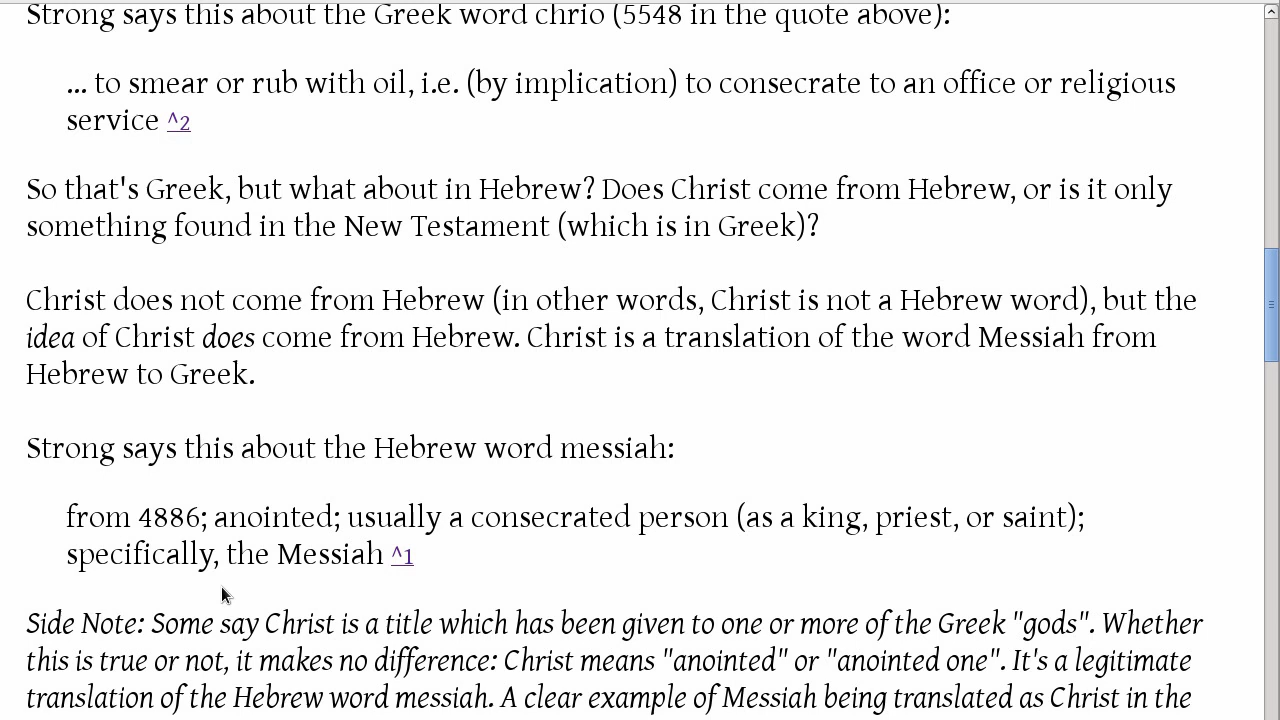 Strong says this about the Greek word chrio (5548 in the quote above):
... to smear or rub with oil, i.e. (by implication) to consecrate to an office or religious
service ^2
So that's Greek, but what about in Hebrew? Does Christ come from Hebrew, or is it only
something found in the New Testament (which is in Greek)?
Christ does not come from Hebrew (in other words, Christ is not a Hebrew word), but the
idea of Christ does come from Hebrew. Christ is a translation of the word Messiah from
Hebrew to Greek.
Strong says this about the Hebrew word messiah:
from 4886; anointed; usually a consecrated person (as a king, priest, or saint);
specifically, the Messiah ^1
Side Note: Some say Christ is a title which has been given to one or more of the Greek "gods". Whether
this is true or not, it makes no difference: Christ means "anointed" or "anointed one". It's a legitimate
translation of the Hebrew word messiah. A clear example of Messiah being translated as Christ in the